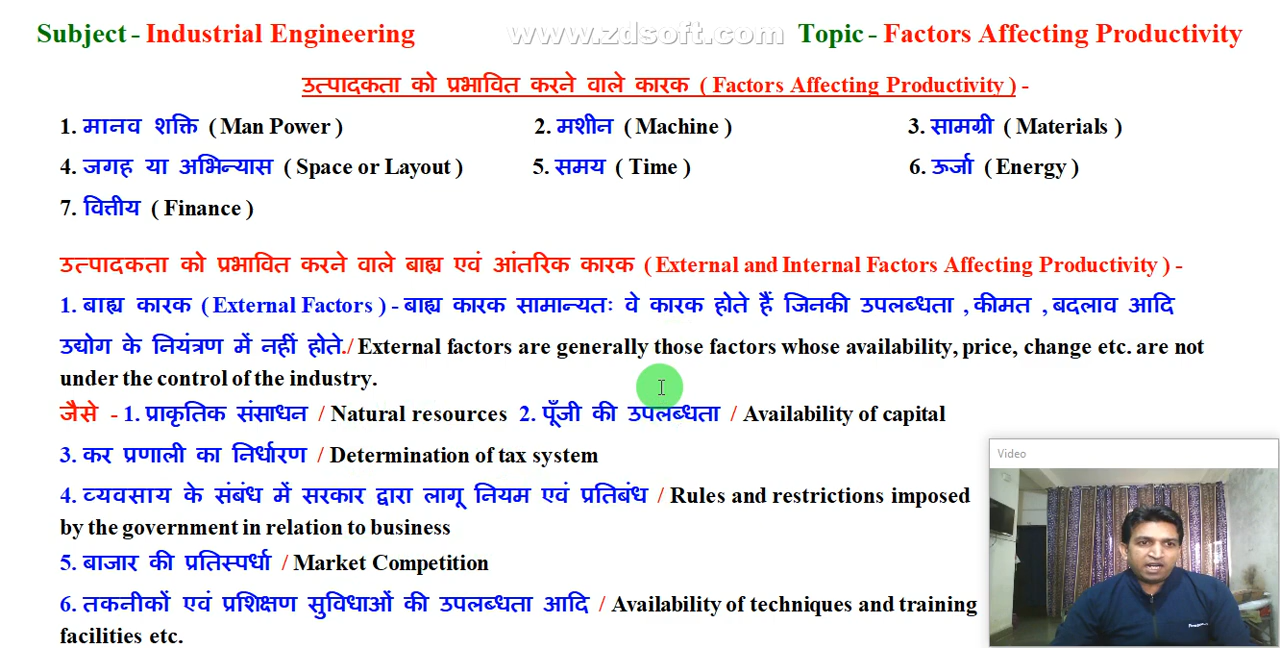 Subject - Industrial Engineering www.zdsoft.com Topic - Factors Affecting Productivity
उत्पादकता को प्रभावित करने वाले कारक ( Factors Affecting Productivity ) -
1. मानव शक्ति ( Man Power ) 2. मशीन ( Machine ) 3. सामग्री ( Materials )
4. जगह या अभिन्यास ( Space or Layout ) 5. समय ( Time ) 6. ऊर्जा ( Energy )
7. वित्तीय ( Finance )
उत्पादकता को प्रभावित करने वाले बाह्य एवं आंतरिक कारक ( External and Internal Factors Affecting Productivity ) -
1. बाह्य कारक ( External Factors ) - बाह्य कारक सामान्यतः वे कारक होते हैं जिनकी उपलब्धता , कीमत , बदलाव आदि
उद्योग के नियंत्रण में नहीं होते./ External factors are generally those factors whose availability, price, change etc. are not
under the control of the industry.
जैसे - 1. प्राकृतिक संसाधन / Natural resources 2. पूँजी की उपलब्धता / Availability of capital
3. कर प्रणाली का निर्धारण / Determination of tax system
Video
4. व्यवसाय के संबंध में सरकार द्वारा लागू नियम एवं प्रतिबंध / Rules and restrictions imposed
by the government in relation to business
5. बाजार की प्रतिस्पर्धा / Market Competition
6. तकनीकों एवं प्रशिक्षण सुविधाओं की उपलब्धता आदि / Availability of techniques and training
facilities etc.